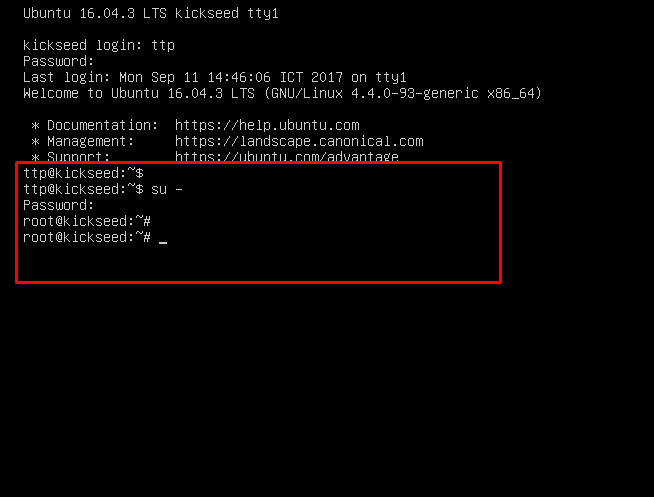 Ubuntu 16.04.3 LTS kickseed tty1
kickseed login: ttp
Password:
Last login: Mon Sep 11 14:46:06 ICT 2017 on tty1
Welcome to Ubuntu 16.04.3 LTS (GNU/Linux 4.4.0-93-generic x86_64)
* Documentation:  https://help.ubuntu.com
* Management:     https://landscape.canonical.com
* Support:        https://ubuntu.com/advantage
ttp@kickseed:~$
ttp@kickseed:~$ su -
Password:
root@kickseed:~#
root@kickseed:~# _